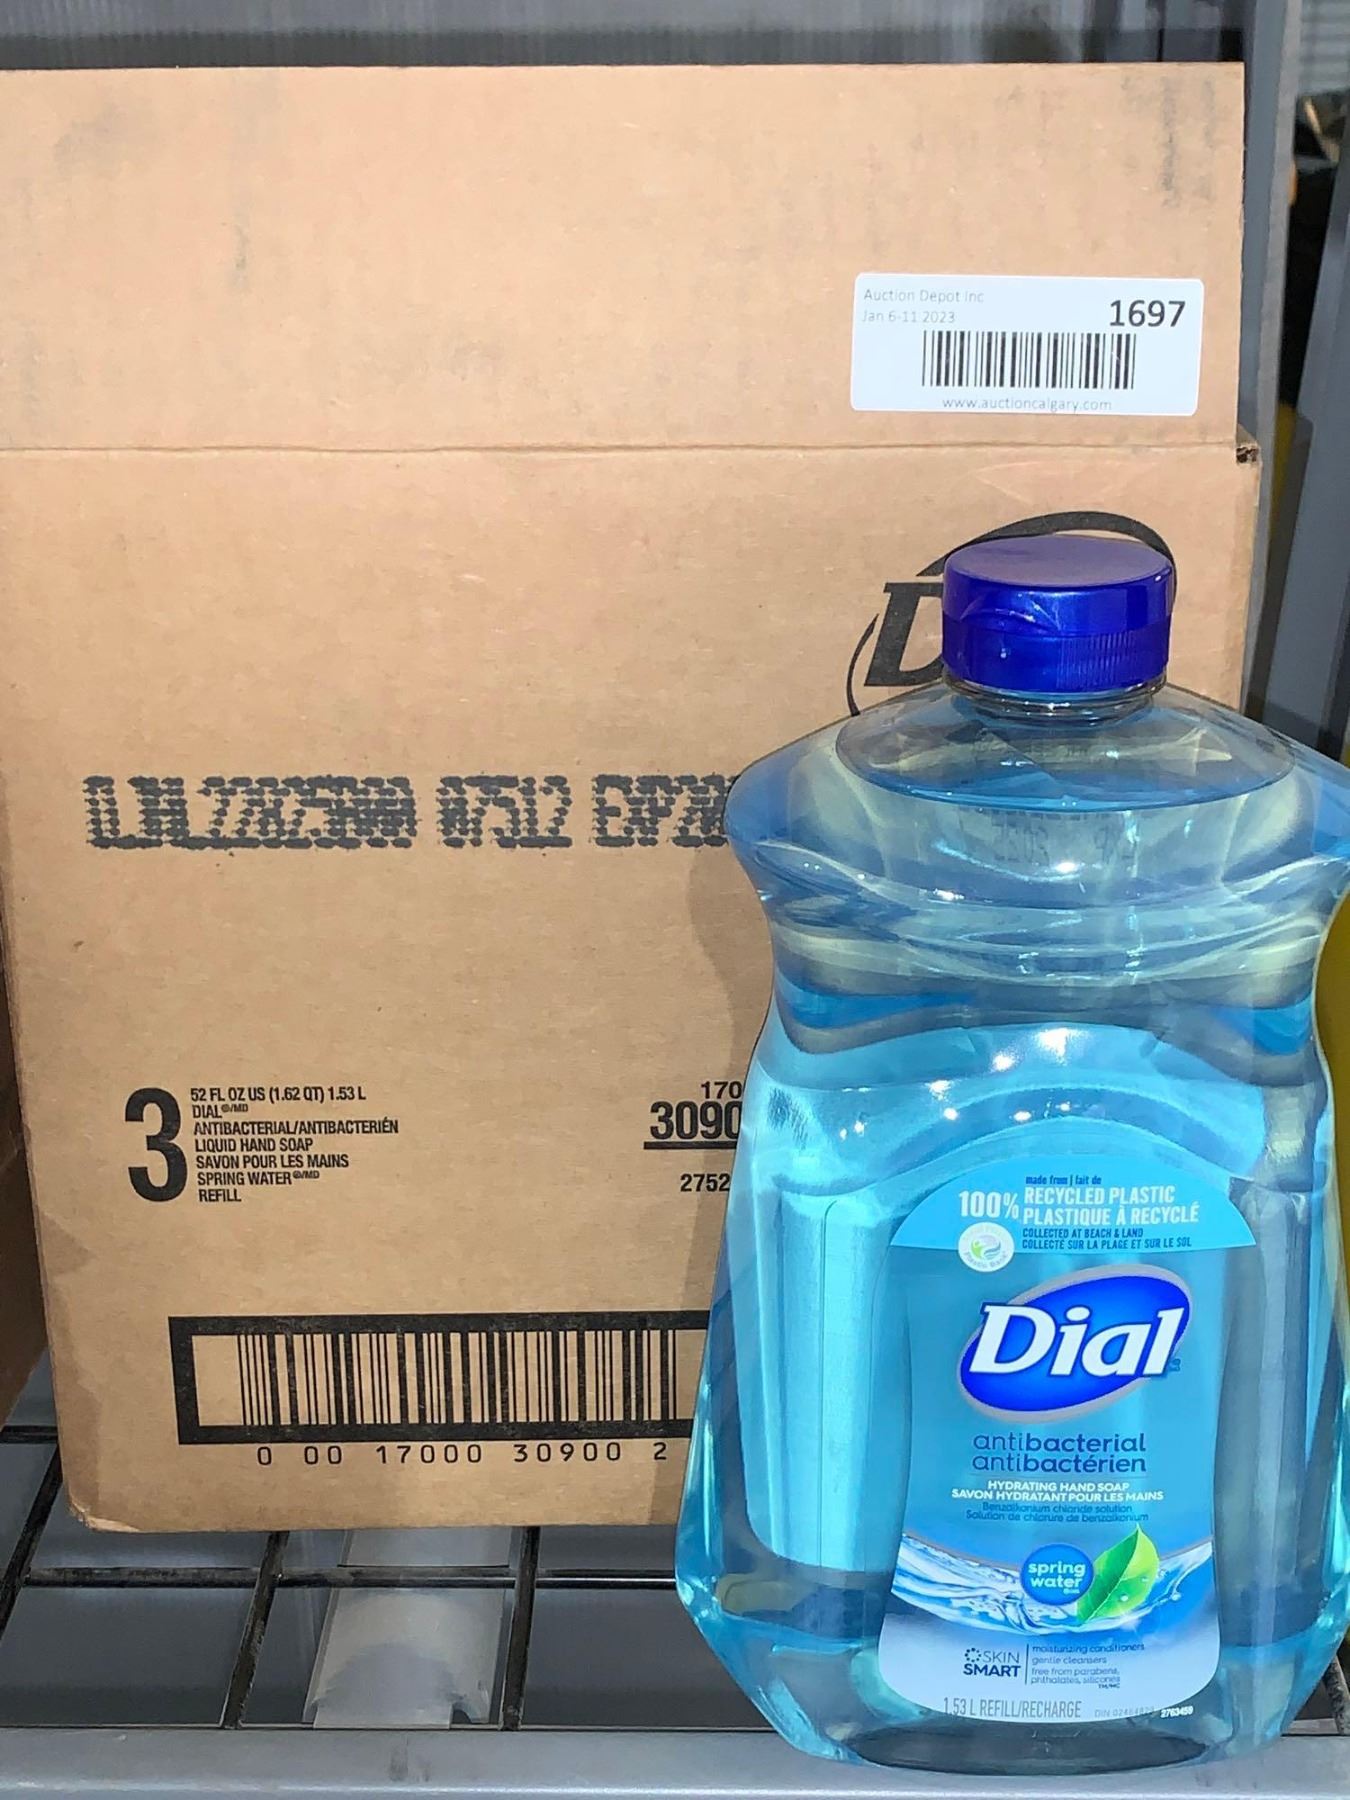 Auction Depot Inc
Jan 6-11 2023
1697
www.auctioncalgary.com
3
52 FL OZ US (1.62 QT) 1.53 L
DIAL®/MD
ANTIBACTERIAL/ANTIBACTERIÉN
LIQUID HAND SOAP
SAVON POUR LES MAINS
SPRING WATER®/MD
REFILL
170
3090
2752
0 00 17000 30900 2
made from | fait de
100% RECYCLED PLASTIC
PLASTIQUE À RECYCLÉ
COLLECTED AT BEACH & LAND
COLLECTÉ SUR LA PLAGE ET SUR LE SOL
Dial
antibacterial
antibactérien
HYDRATING HAND SOAP
SAVON HYDRATANT POUR LES MAINS
Benzalkonium chloride solution
Solution de chlorure de benzalkonium
spring
water
SKIN
SMART
moisturizing conditioners
gentle cleansers
free from parabens,
phthalates, silicones
TM/MC
1.53 L REFILL/RECHARGE
DIN
2763459